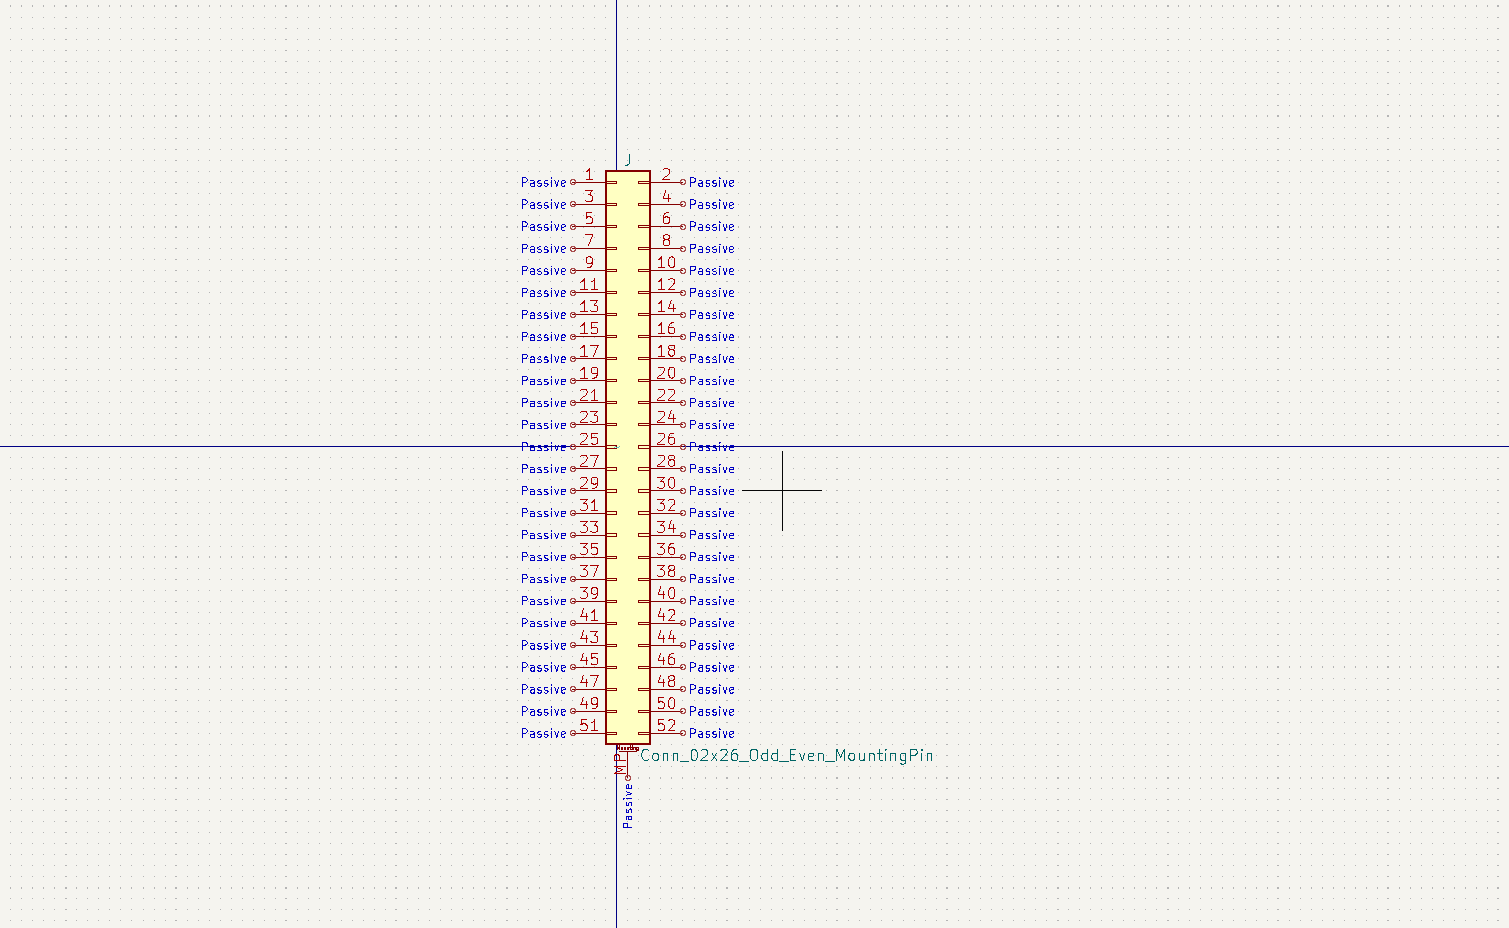 J
Passive 1 2 Passive
Passive 3 4 Passive
Passive 5 6 Passive
Passive 7 8 Passive
Passive 9 10 Passive
Passive 11 12 Passive
Passive 13 14 Passive
Passive 15 16 Passive
Passive 17 18 Passive
Passive 19 20 Passive
Passive 21 22 Passive
Passive 23 24 Passive
Passive 25 26 Passive
Passive 27 28 Passive
Passive 29 30 Passive
Passive 31 32 Passive
Passive 33 34 Passive
Passive 35 36 Passive
Passive 37 38 Passive
Passive 39 40 Passive
Passive 41 42 Passive
Passive 43 44 Passive
Passive 45 46 Passive
Passive 47 48 Passive
Passive 49 50 Passive
Passive 51 52 Passive
Mounting
Conn_02x26_Odd_Even_MountingPin
MP
Passive